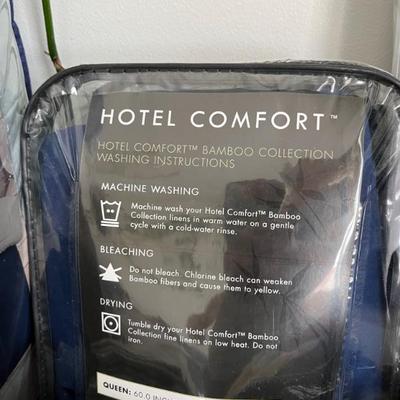 HOTEL COMFORT™
HOTEL COMFORT™ BAMBOO COLLECTION
WASHING INSTRUCTIONS
MACHINE WASHING
Machine wash your Hotel Comfort™ Bamboo
Collection linens in warm water on a gentle
cycle with a cold-water rinse.
BLEACHING
Do not bleach. Chlorine bleach can weaken
Bamboo fibers and cause them to yellow.
DRYING
Tumble dry your Hotel Comfort™ Bamboo
Collection fine linens on low heat. Do not
iron.
QUEEN: 60.0 INCH